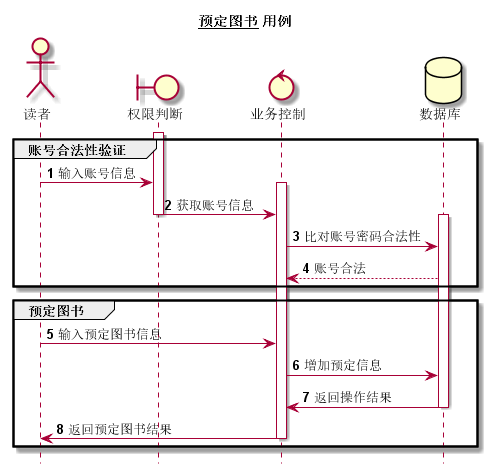 预定图书 用例
读者 权限判断 业务控制 数据库
账号合法性验证
1 输入账号信息
2 获取账号信息
3 比对账号密码合法性
4 账号合法
预定图书
5 输入预定图书信息
6 增加预定信息
7 返回操作结果
8 返回预定图书结果